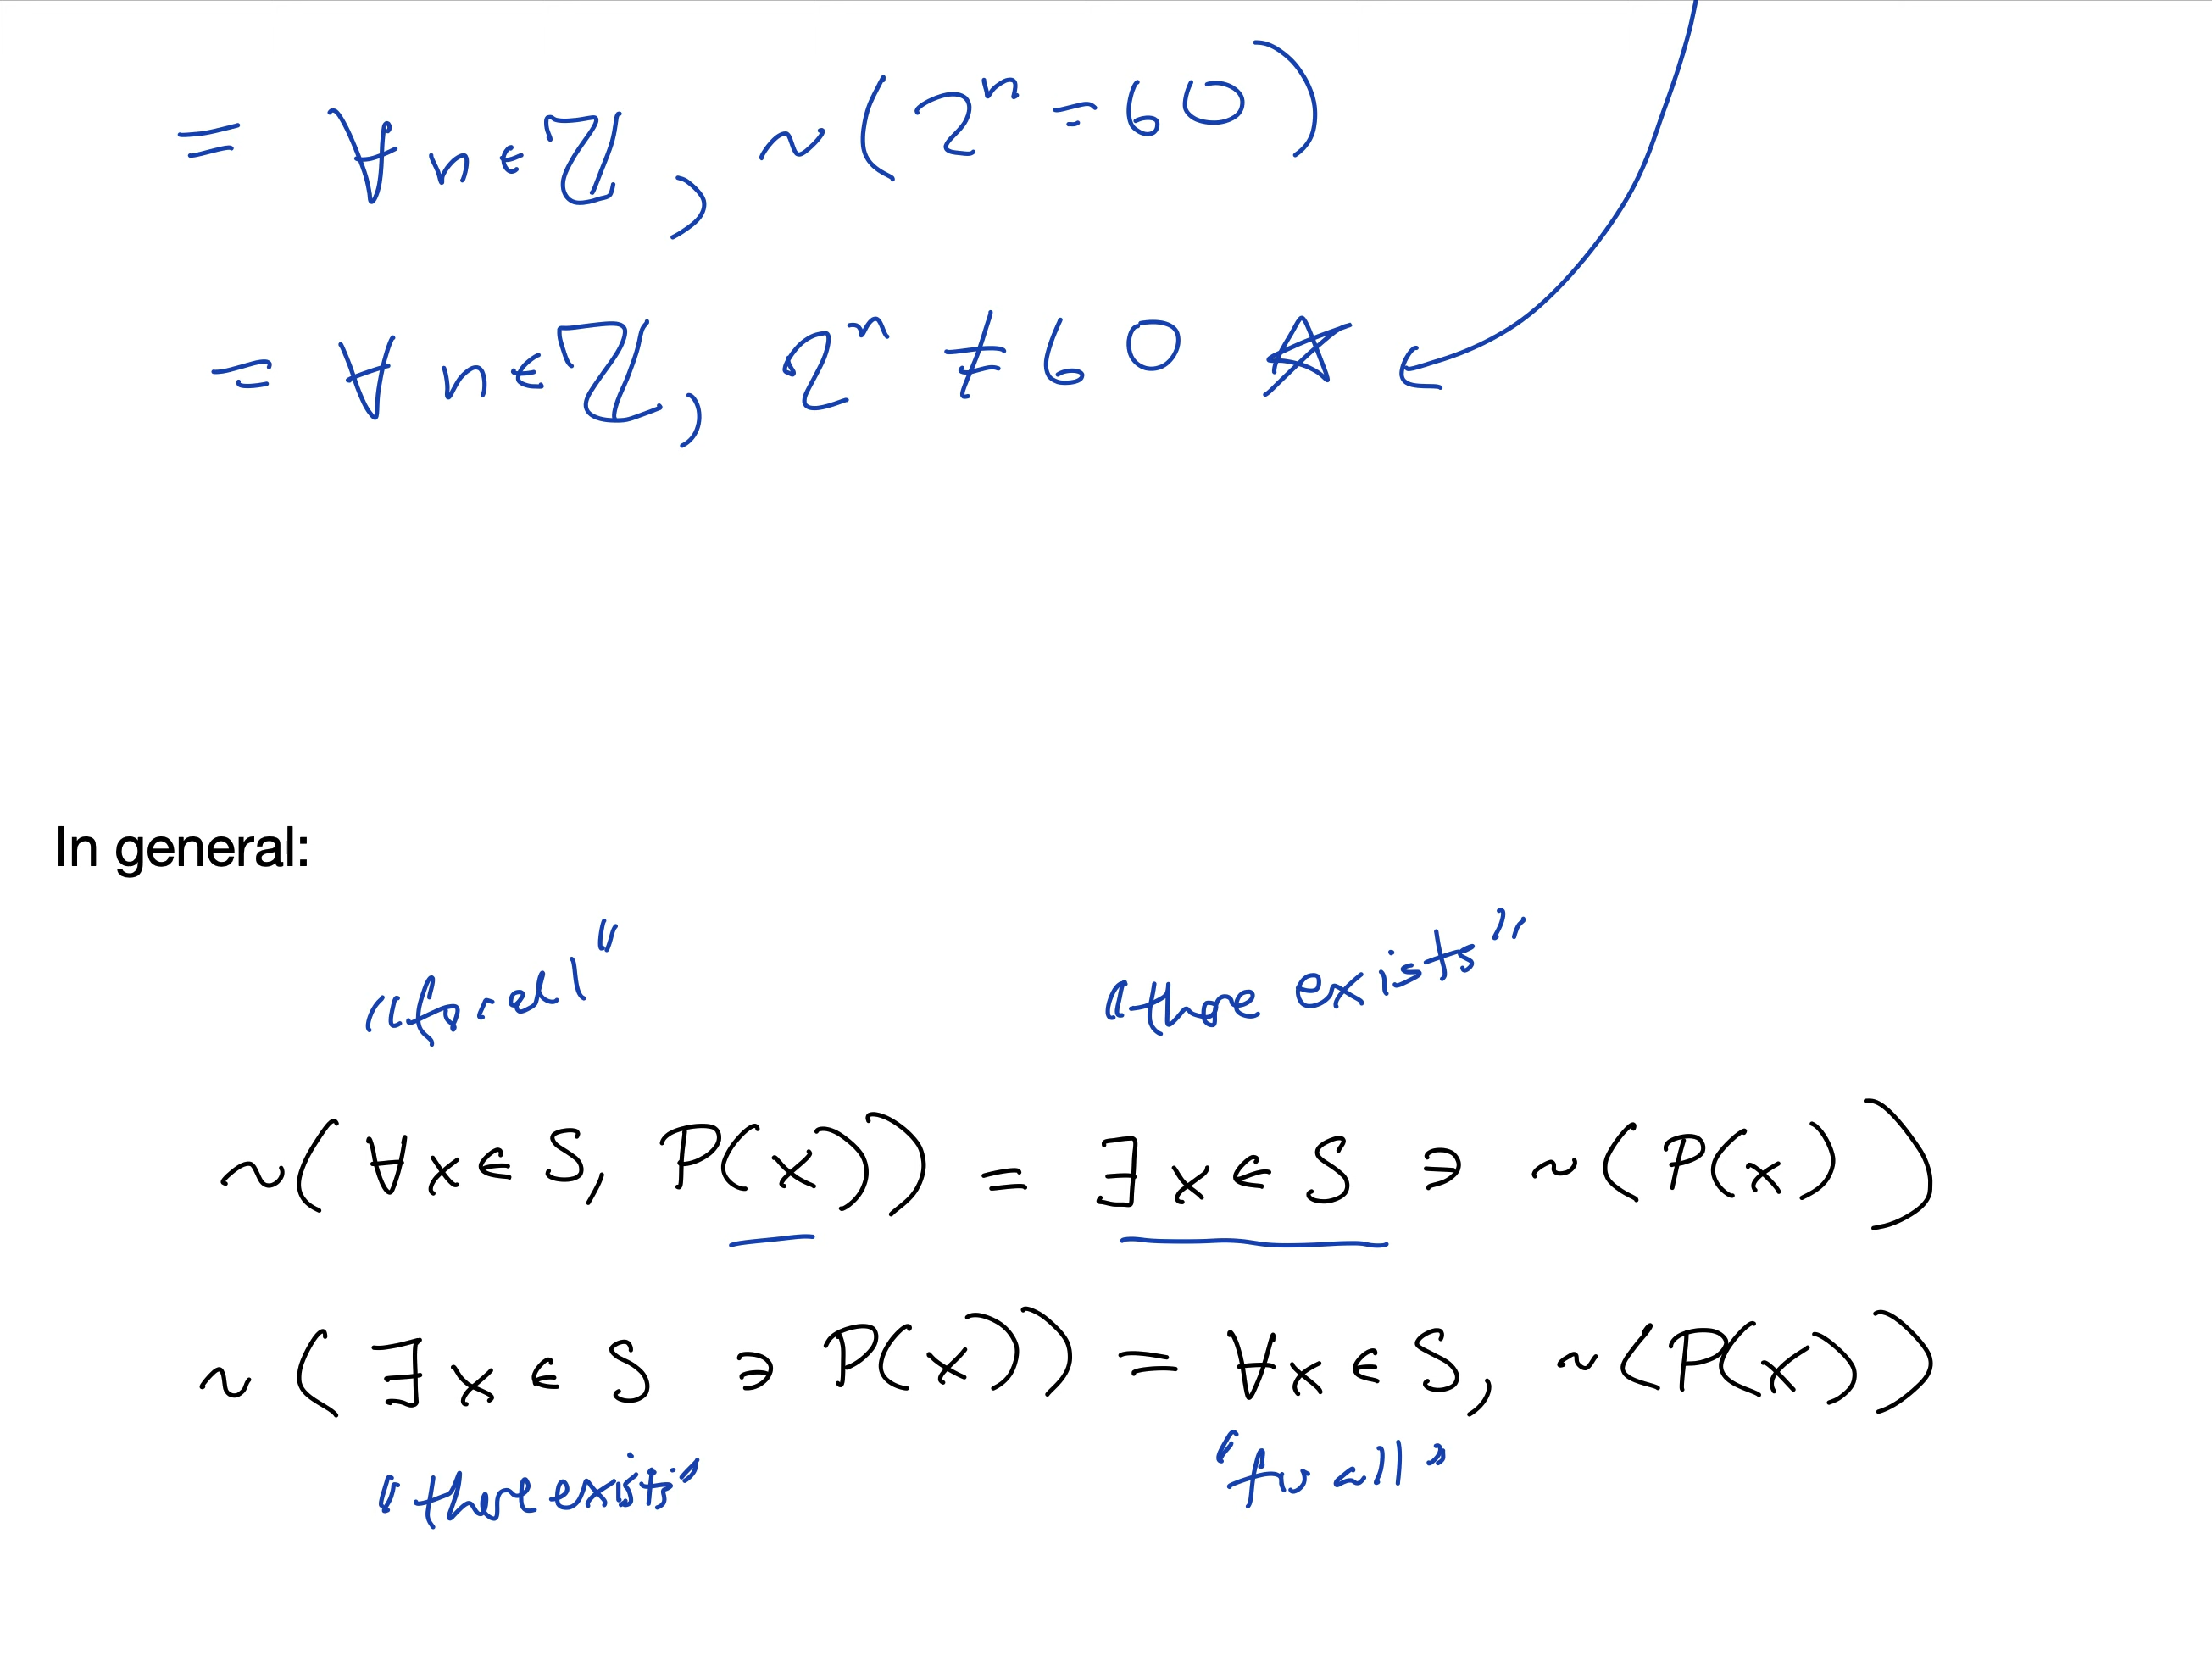 = ∀ n ∈ ℤ, ~ (2ⁿ = 60)
= ∀ n ∈ ℤ, 2ⁿ ≠ 60 ☆
In general:
"for all" "there exists"
~ (∀x ∈ S, P(x)) = ∃ x ∈ S ∋ ~ (P(x))
~ (∃x ∈ S ∋ P(x)) = ∀x ∈ S, ~ (P(x))
"there exists" "for all"